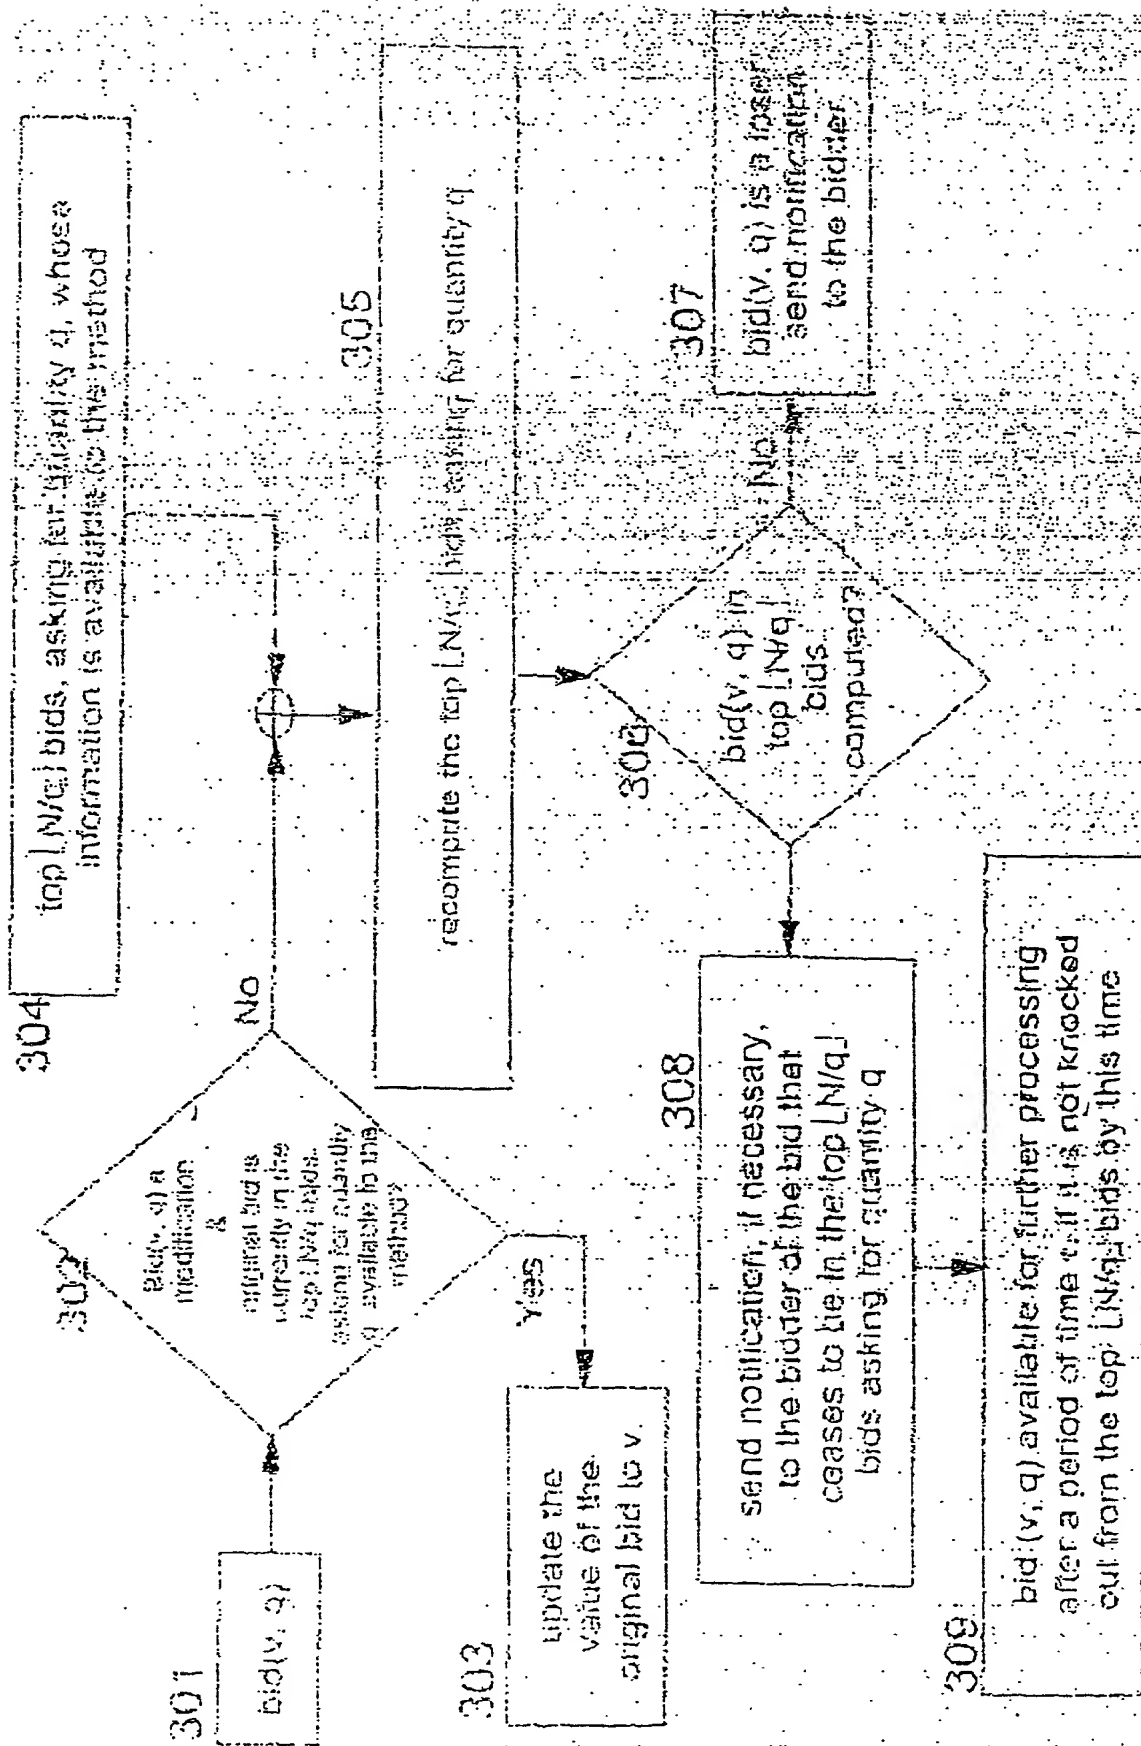 301
bid(v, q)
302
Bid(v, q) a
modification
&
original bid is
currently in the
top ⌊N/q⌋ bids,
asking for quantity
q available to the
method?
No
Yes
303
update the
value of the
original bid to v.
304
top ⌊N/q⌋ bids, asking for quantity q, whose
information is available to the method
305
recompute the top ⌊N/q⌋ bids, asking for quantity q
306
bid(v, q) in
top ⌊N/q⌋
bids
computed?
No
307
bid(v, q) is a loser
send notification
to the bidder
308
send notification, if necessary,
to the bidder of the bid that
ceases to be in the top ⌊N/q⌋
bids asking for quantity q
309
bid (v, q) available for further processing
after a period of time if it is not knocked
out from the top ⌊N/q⌋ bids by this time